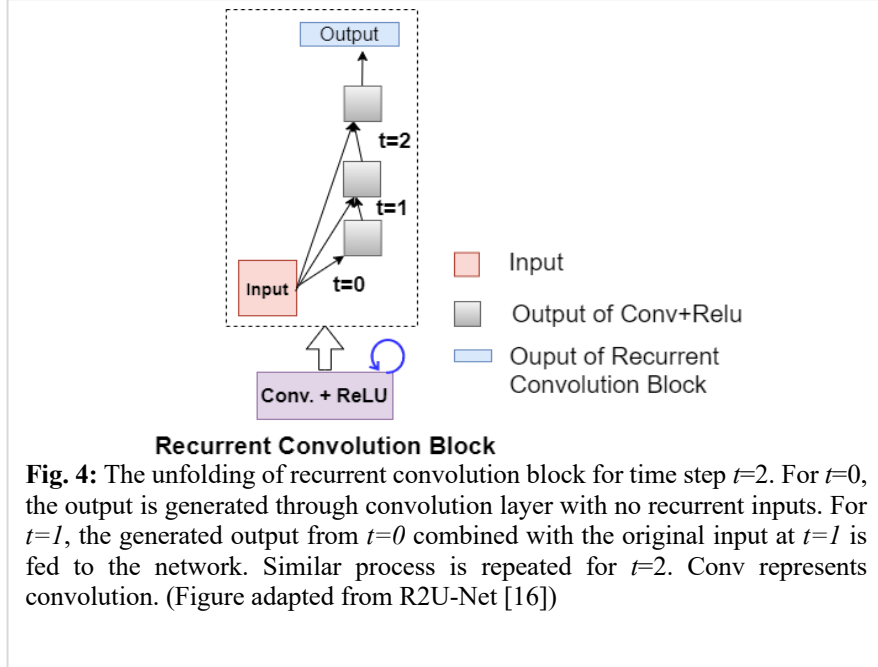 Output
t=2
t=1
Input
t=0
Input
Output of Conv+Relu
Ouput of Recurrent
Convolution Block
Conv. + ReLU
Recurrent Convolution Block
Fig. 4: The unfolding of recurrent convolution block for time step t=2. For t=0,
the output is generated through convolution layer with no recurrent inputs. For
t=1, the generated output from t=0 combined with the original input at t=1 is
fed to the network. Similar process is repeated for t=2. Conv represents
convolution. (Figure adapted from R2U-Net [16])